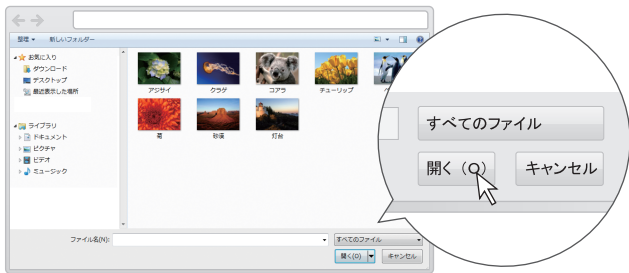 整理 新しいフォルダー
お気に入り
ダウンロード
デスクトップ
最近表示した場所
ライブラリ
ドキュメント
ピクチャ
ビデオ
ミュージック
アジサイ クラゲ コアラ チューリップ
菊 砂漠 灯台
ファイル名(N): すべてのファイル
開く(O) キャンセル
すべてのファイル
開く(O) キャンセル